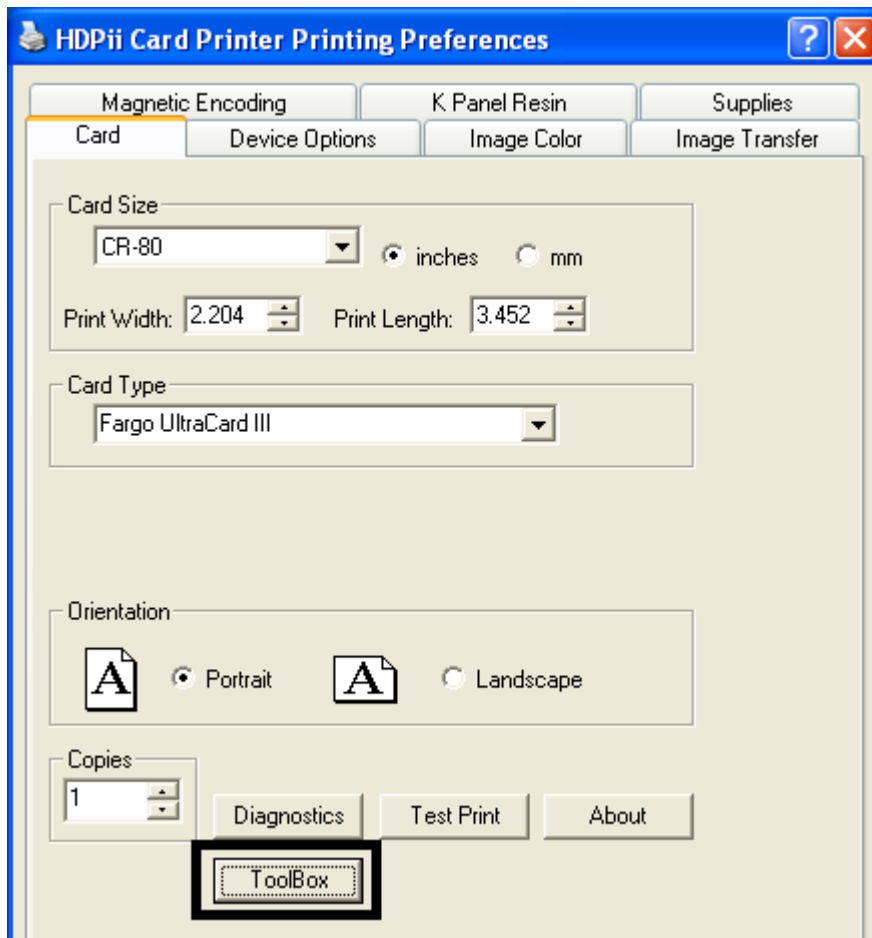 HDPii Card Printer Printing Preferences
Magnetic Encoding K Panel Resin Supplies
Card Device Options Image Color Image Transfer
Card Size
CR-80 inches mm
Print Width: 2.204 Print Length: 3.452
Card Type
Fargo UltraCard III
Orientation
A Portrait A Landscape
Copies
1 Diagnostics Test Print About
ToolBox